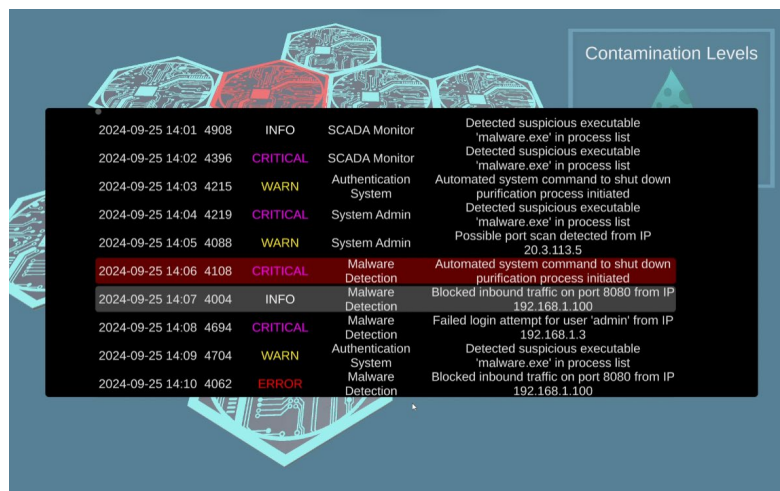 Contamination Levels
Detected suspicious executable
2024-09-25 14:01 4908 INFO SCADA Monitor
'malware.exe' in process list
Detected suspicious executable
2024-09-25 14:02 4396 CRITICAL SCADA Monitor
'malware.exe' in process list
Authentication Automated system command to shut down
2024-09-25 14:03 4215 WARN
System purification process initiated
Detected suspicious executable
2024-09-25 14:04 4219 CRITICAL System Admin
'malware.exe' in process list
Possible port scan detected from IP
2024-09-25 14:05 4088 WARN System Admin
20.3.113.5
Malware Automated system command to shut down
2024-09-25 14:06 4108 CRITICAL
Detection purification process initiated
Malware Blocked inbound traffic on port 8080 from IP
2024-09-25 14:07 4004 INFO
Detection 192.168.1.100
Malware Failed login attempt for user 'admin' from IP
2024-09-25 14:08 4694 CRITICAL
Detection 192.168.1.3
Authentication Detected suspicious executable
2024-09-25 14:09 4704 WARN
System 'malware.exe' in process list
Malware Blocked inbound traffic on port 8080 from IP
2024-09-25 14:10 4062 ERROR
Detection 192.168.1.100